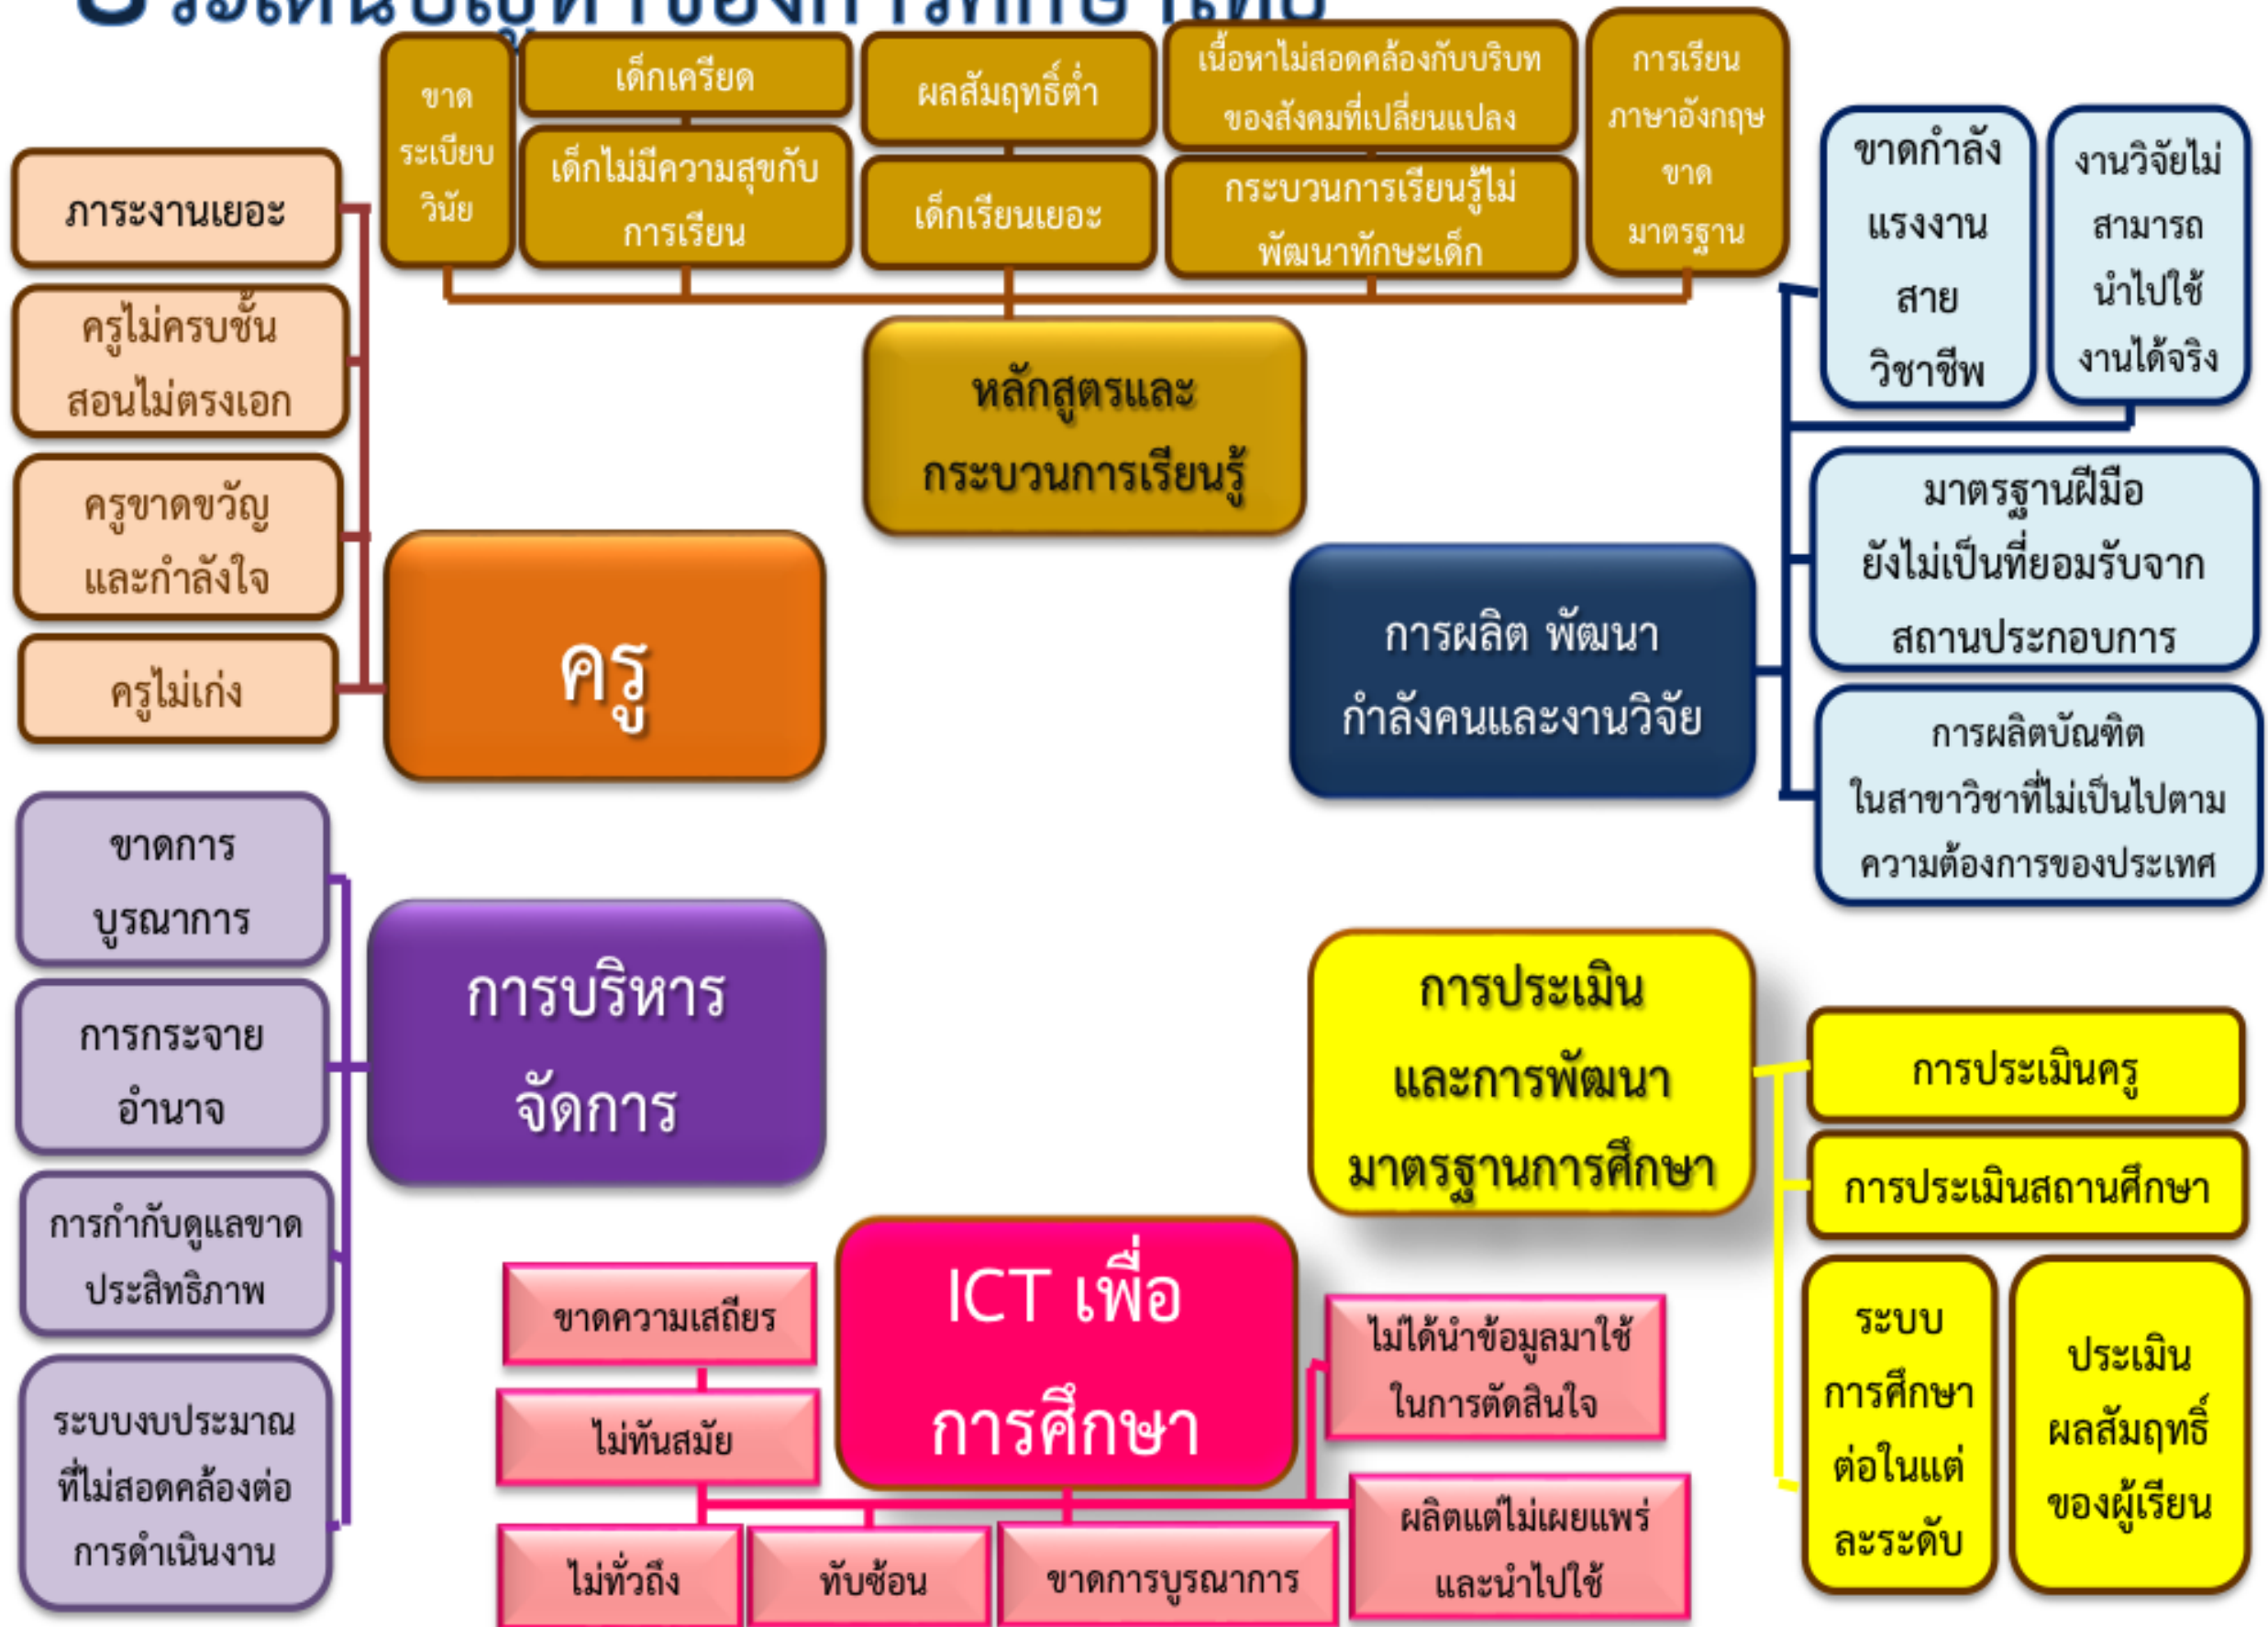 ประเด็นปัญหาของการศึกษาไทย
ขาด
ระเบียบ
วินัย
เด็กเครียด
เด็กไม่มีความสุขกับ
การเรียน
ผลสัมฤทธิ์ต่ำ
เด็กเรียนเยอะ
เนื้อหาไม่สอดคล้องกับบริบท
ของสังคมที่เปลี่ยนแปลง
กระบวนการเรียนรู้ไม่
พัฒนาทักษะเด็ก
การเรียน
ภาษาอังกฤษ
ขาด
มาตรฐาน
หลักสูตรและ
กระบวนการเรียนรู้
ภาระงานเยอะ
ครูไม่ครบชั้น
สอนไม่ตรงเอก
ครูขาดขวัญ
และกำลังใจ
ครูไม่เก่ง
ครู
ขาดกำลัง
แรงงาน
สาย
วิชาชีพ
งานวิจัยไม่
สามารถ
นำไปใช้
งานได้จริง
มาตรฐานฝีมือ
ยังไม่เป็นที่ยอมรับจาก
สถานประกอบการ
การผลิตบัณฑิต
ในสาขาวิชาที่ไม่เป็นไปตาม
ความต้องการของประเทศ
การผลิต พัฒนา
กำลังคนและงานวิจัย
ขาดการ
บูรณาการ
การกระจาย
อำนาจ
การกำกับดูแลขาด
ประสิทธิภาพ
ระบบงบประมาณ
ที่ไม่สอดคล้องต่อ
การดำเนินงาน
การบริหาร
จัดการ
การประเมิน
และการพัฒนา
มาตรฐานการศึกษา
การประเมินครู
การประเมินสถานศึกษา
ระบบ
การศึกษา
ต่อในแต่
ละระดับ
ประเมิน
ผลสัมฤทธิ์
ของผู้เรียน
ICT เพื่อ
การศึกษา
ขาดความเสถียร
ไม่ทันสมัย
ไม่ทั่วถึง
ทับซ้อน
ขาดการบูรณาการ
ไม่ได้นำข้อมูลมาใช้
ในการตัดสินใจ
ผลิตแต่ไม่เผยแพร่
และนำไปใช้